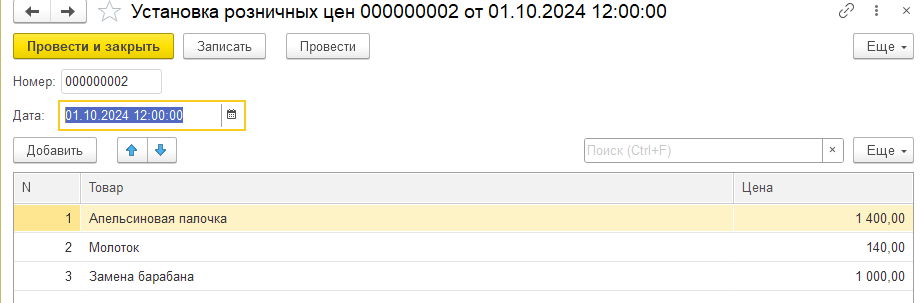 Установка розничных цен 000000002 от 01.10.2024 12:00:00
Провести и закрыть Записать Провести Еще
Номер: 000000002
Дата: 01.10.2024 12:00:00
Добавить Поиск (Ctrl+F) × Еще
N Товар Цена
1 Апельсиновая палочка 1 400,00
2 Молоток 140,00
3 Замена барабана 1 000,00